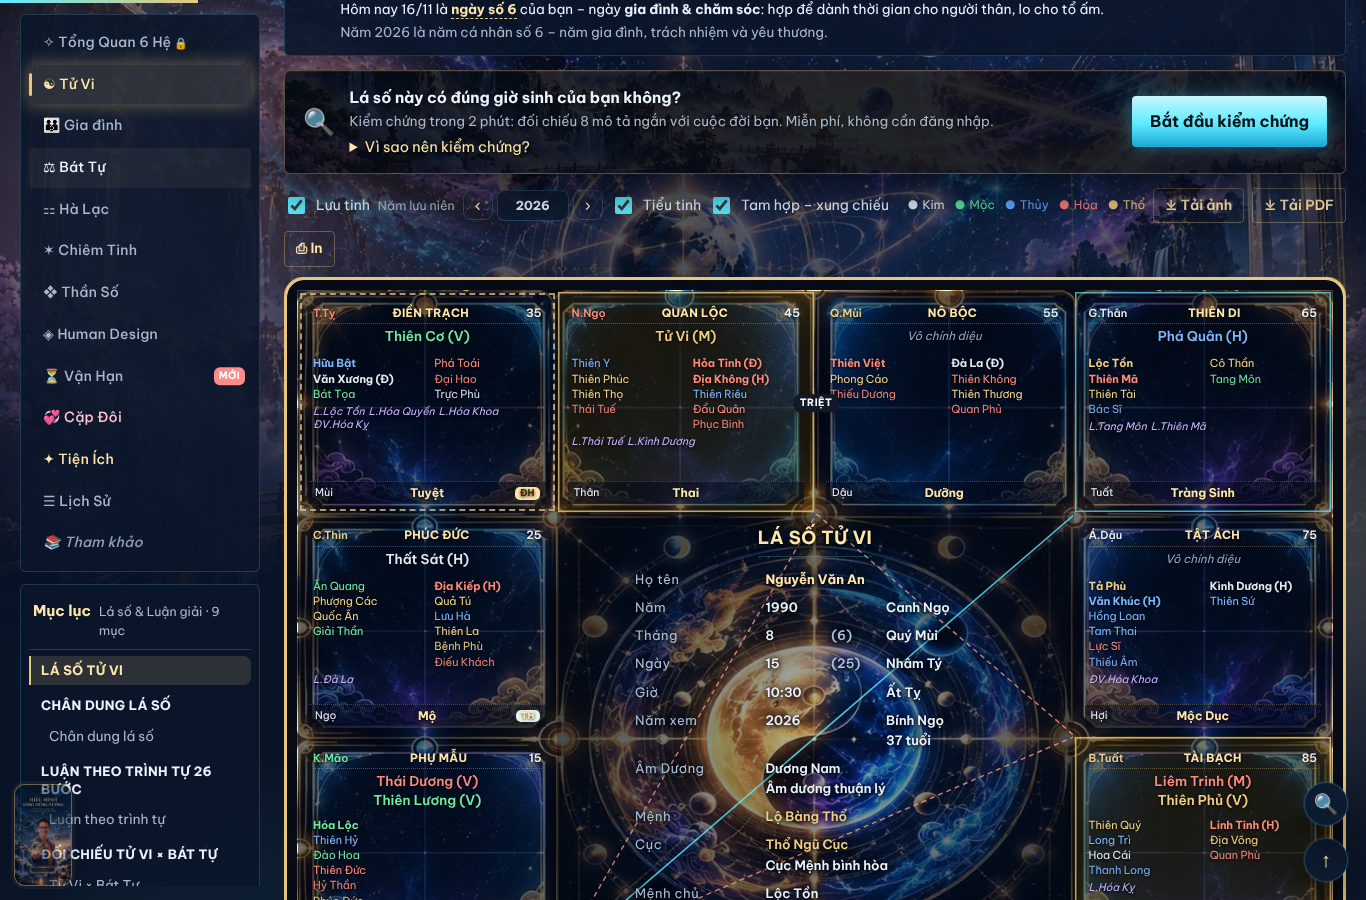 Hôm nay 16/11 là ngày số 6 của bạn – ngày gia đình & chăm sóc: hợp để dành thời gian cho người thân, lo cho tổ ấm.
Năm 2026 là năm cá nhân số 6 – năm gia đình, trách nhiệm và yêu thương.
Tổng Quan 6 Hệ
Tử Vi
Gia đình
Bát Tự
Hà Lạc
Chiêm Tinh
Thần Số
Human Design
Vận Hạn MỚI
Cặp Đôi
Tiện Ích
Lịch Sử
Tham khảo
Mục lục Lá số & Luận giải · 9 mục
LÁ SỐ TỬ VI
CHÂN DUNG LÁ SỐ
Chân dung lá số
LUẬN THEO TRÌNH TỰ 26 BƯỚC
Luận theo trình tự
ĐỐI CHIẾU TỬ VI × BÁT TỰ
Tử Vi × Bát Tự
Lá số này có đúng giờ sinh của bạn không?
Kiểm chứng trong 2 phút: đối chiếu 8 mô tả ngắn với cuộc đời bạn. Miễn phí, không cần đăng nhập.
Vì sao nên kiểm chứng?
Bắt đầu kiểm chứng
Lưu tinh Năm lưu niên ‹ 2026 › Tiểu tinh Tam hợp – xung chiếu Kim Mộc Thủy Hỏa Thổ Tải ảnh Tải PDF
In
T.Tỵ ĐIỀN TRẠCH 35
Thiên Cơ (V)
Hữu Bật Phá Toái
Văn Xương (Đ) Đại Hao
Bát Tọa Trực Phù
L.Lộc Tồn L.Hóa Quyền L.Hóa Khoa
ĐV.Hóa Kỵ
Mùi Tuyệt ĐH
N.Ngọ QUAN LỘC 45
Tử Vi (M)
Thiên Y Hỏa Tinh (Đ)
Thiên Phúc Địa Không (H)
Thiên Thọ Thiên Riêu
Thái Tuế Đẩu Quân
Phục Binh
L.Thái Tuế L.Kình Dương
Thân Thai
TRIỆT
Q.Mùi NÔ BỘC 55
Vô chính diệu
Thiên Việt Đà La (Đ)
Phong Cáo Thiên Không
Thiếu Dương Thiên Thương
Quan Phủ
Dậu Dưỡng
G.Thân THIÊN DI 65
Phá Quân (H)
Lộc Tồn Cô Thần
Thiên Mã Tang Môn
Thiên Tài
Bác Sĩ
L.Tang Môn L.Thiên Mã
Tuất Tràng Sinh
C.Thìn PHÚC ĐỨC 25
Thất Sát (H)
Ân Quang Địa Kiếp (H)
Phượng Các Quả Tú
Quốc Ấn Lưu Hà
Giải Thần Thiên La
Bệnh Phù
Điếu Khách
L.Đà La
Ngọ Mộ TH
LÁ SỐ TỬ VI
Họ tên Nguyễn Văn An
Năm 1990 Canh Ngọ
Tháng 8 (6) Quý Mùi
Ngày 15 (25) Nhâm Tý
Giờ 10:30 Ất Tỵ
Năm xem 2026 Bính Ngọ
37 tuổi
Âm Dương Dương Nam
Âm dương thuận lý
Mệnh Lộ Bàng Thổ
Cục Thổ Ngũ Cục
Cục Mệnh bình hòa
Mệnh chủ Lộc Tồn
Á.Dậu TẬT ÁCH 75
Vô chính diệu
Tả Phù Kình Dương (H)
Văn Khúc (H) Thiên Sứ
Hồng Loan
Tam Thai
Lực Sĩ
Thiếu Âm
ĐV.Hóa Khoa
Hợi Mộc Dục
K.Mão PHỤ MẪU 15
Thái Dương (V)
Thiên Lương (V)
Hóa Lộc
Thiên Hỷ
Đào Hoa
Thiên Đức
Hỷ Thần
Phúc Đức
B.Tuất TÀI BẠCH 85
Liêm Trinh (M)
Thiên Phủ (V)
Thiên Quý Linh Tinh (H)
Long Trì Địa Võng
Hoa Cái Quan Phù
Thanh Long
L.Hóa Kỵ